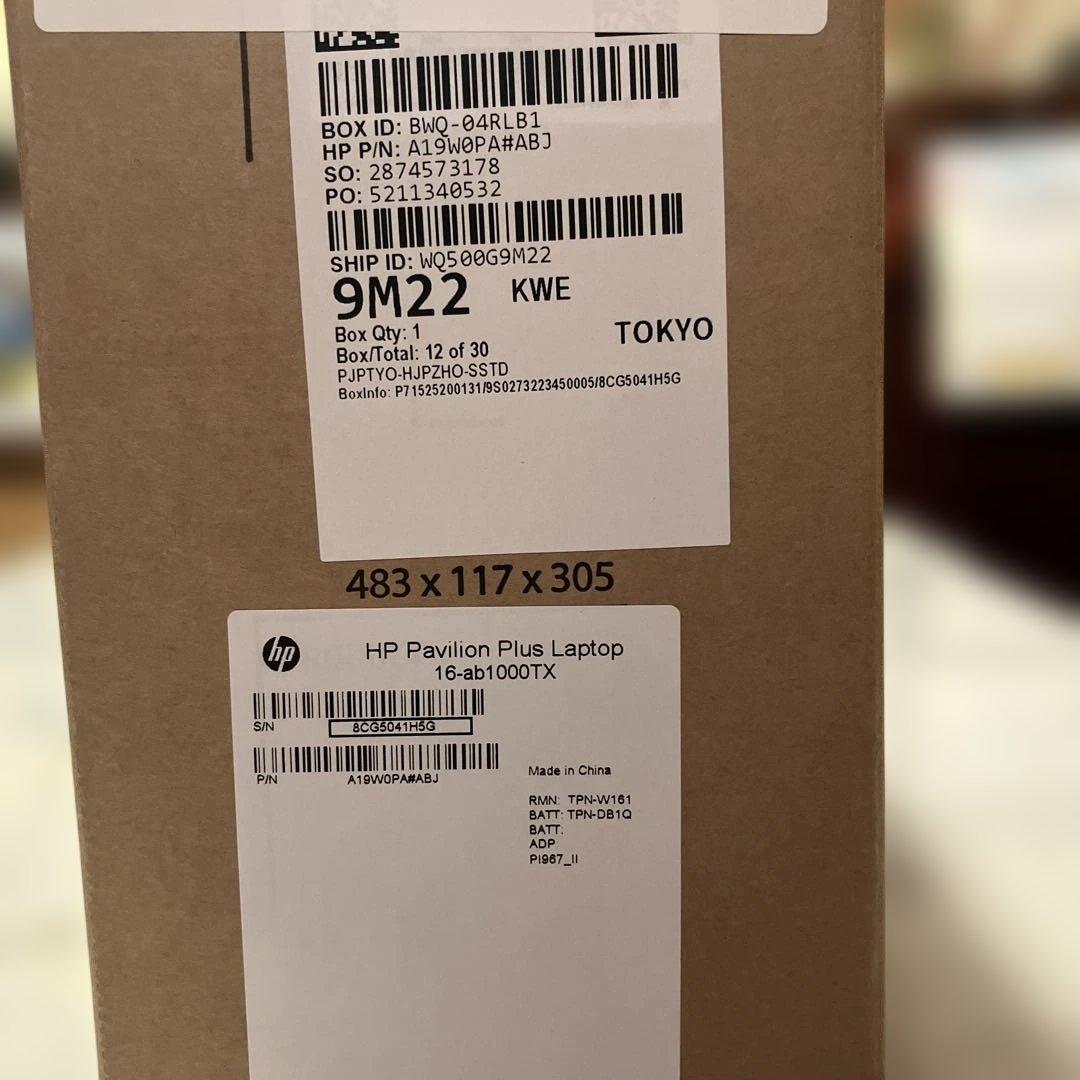 BOX ID: BWQ-04RLB1
HP P/N: A19W0PA#ABJ
SO: 2874573178
PO: 5211340532
SHIP ID: WQ500G9M22
9M22 KWE
TOKYO
Box Qty: 1
Box/Total: 12 of 30
PJPTYO-HJPZHO-SSTD
BoxInfo: P71525200131/9S0273223450005/8CG5041H5G
483 x 117 x 305
hp HP Pavilion Plus Laptop
16-ab1000TX
S/N 8CG5041H5G
P/N A19W0PA#ABJ
Made in China
RMN: TPN-W161
BATT: TPN-DB1Q
BATT:
ADP
PI967_II